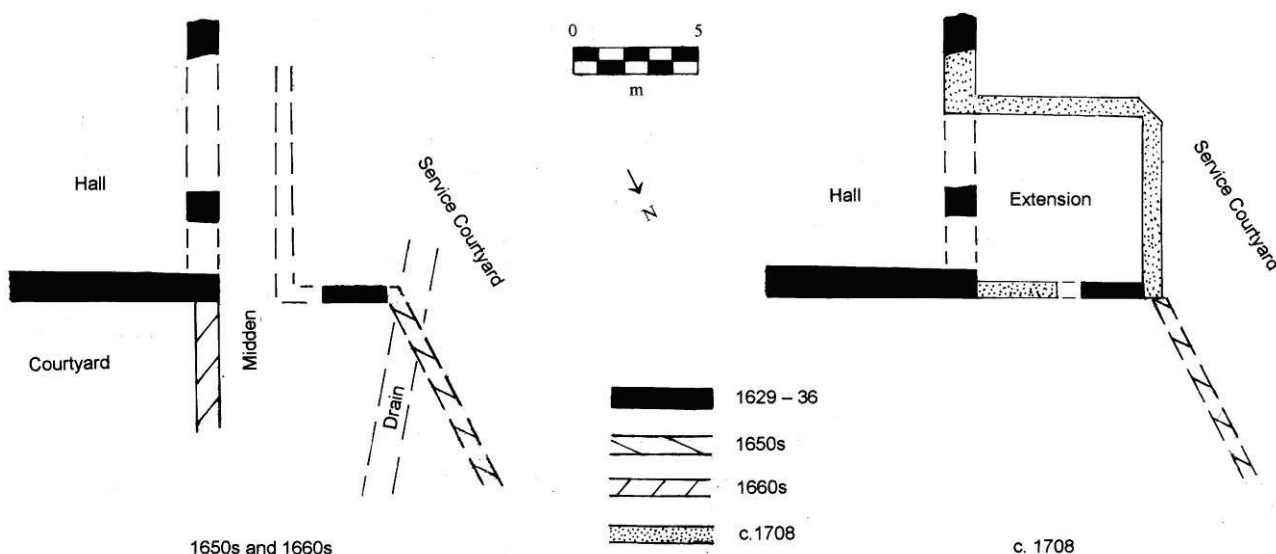 0 5
m
Hall
Service Courtyard
N
Midden
Courtyard
Drain
1650s and 1660s
Hall
Extension
Service Courtyard
1629 – 36
1650s
1660s
c.1708
c. 1708